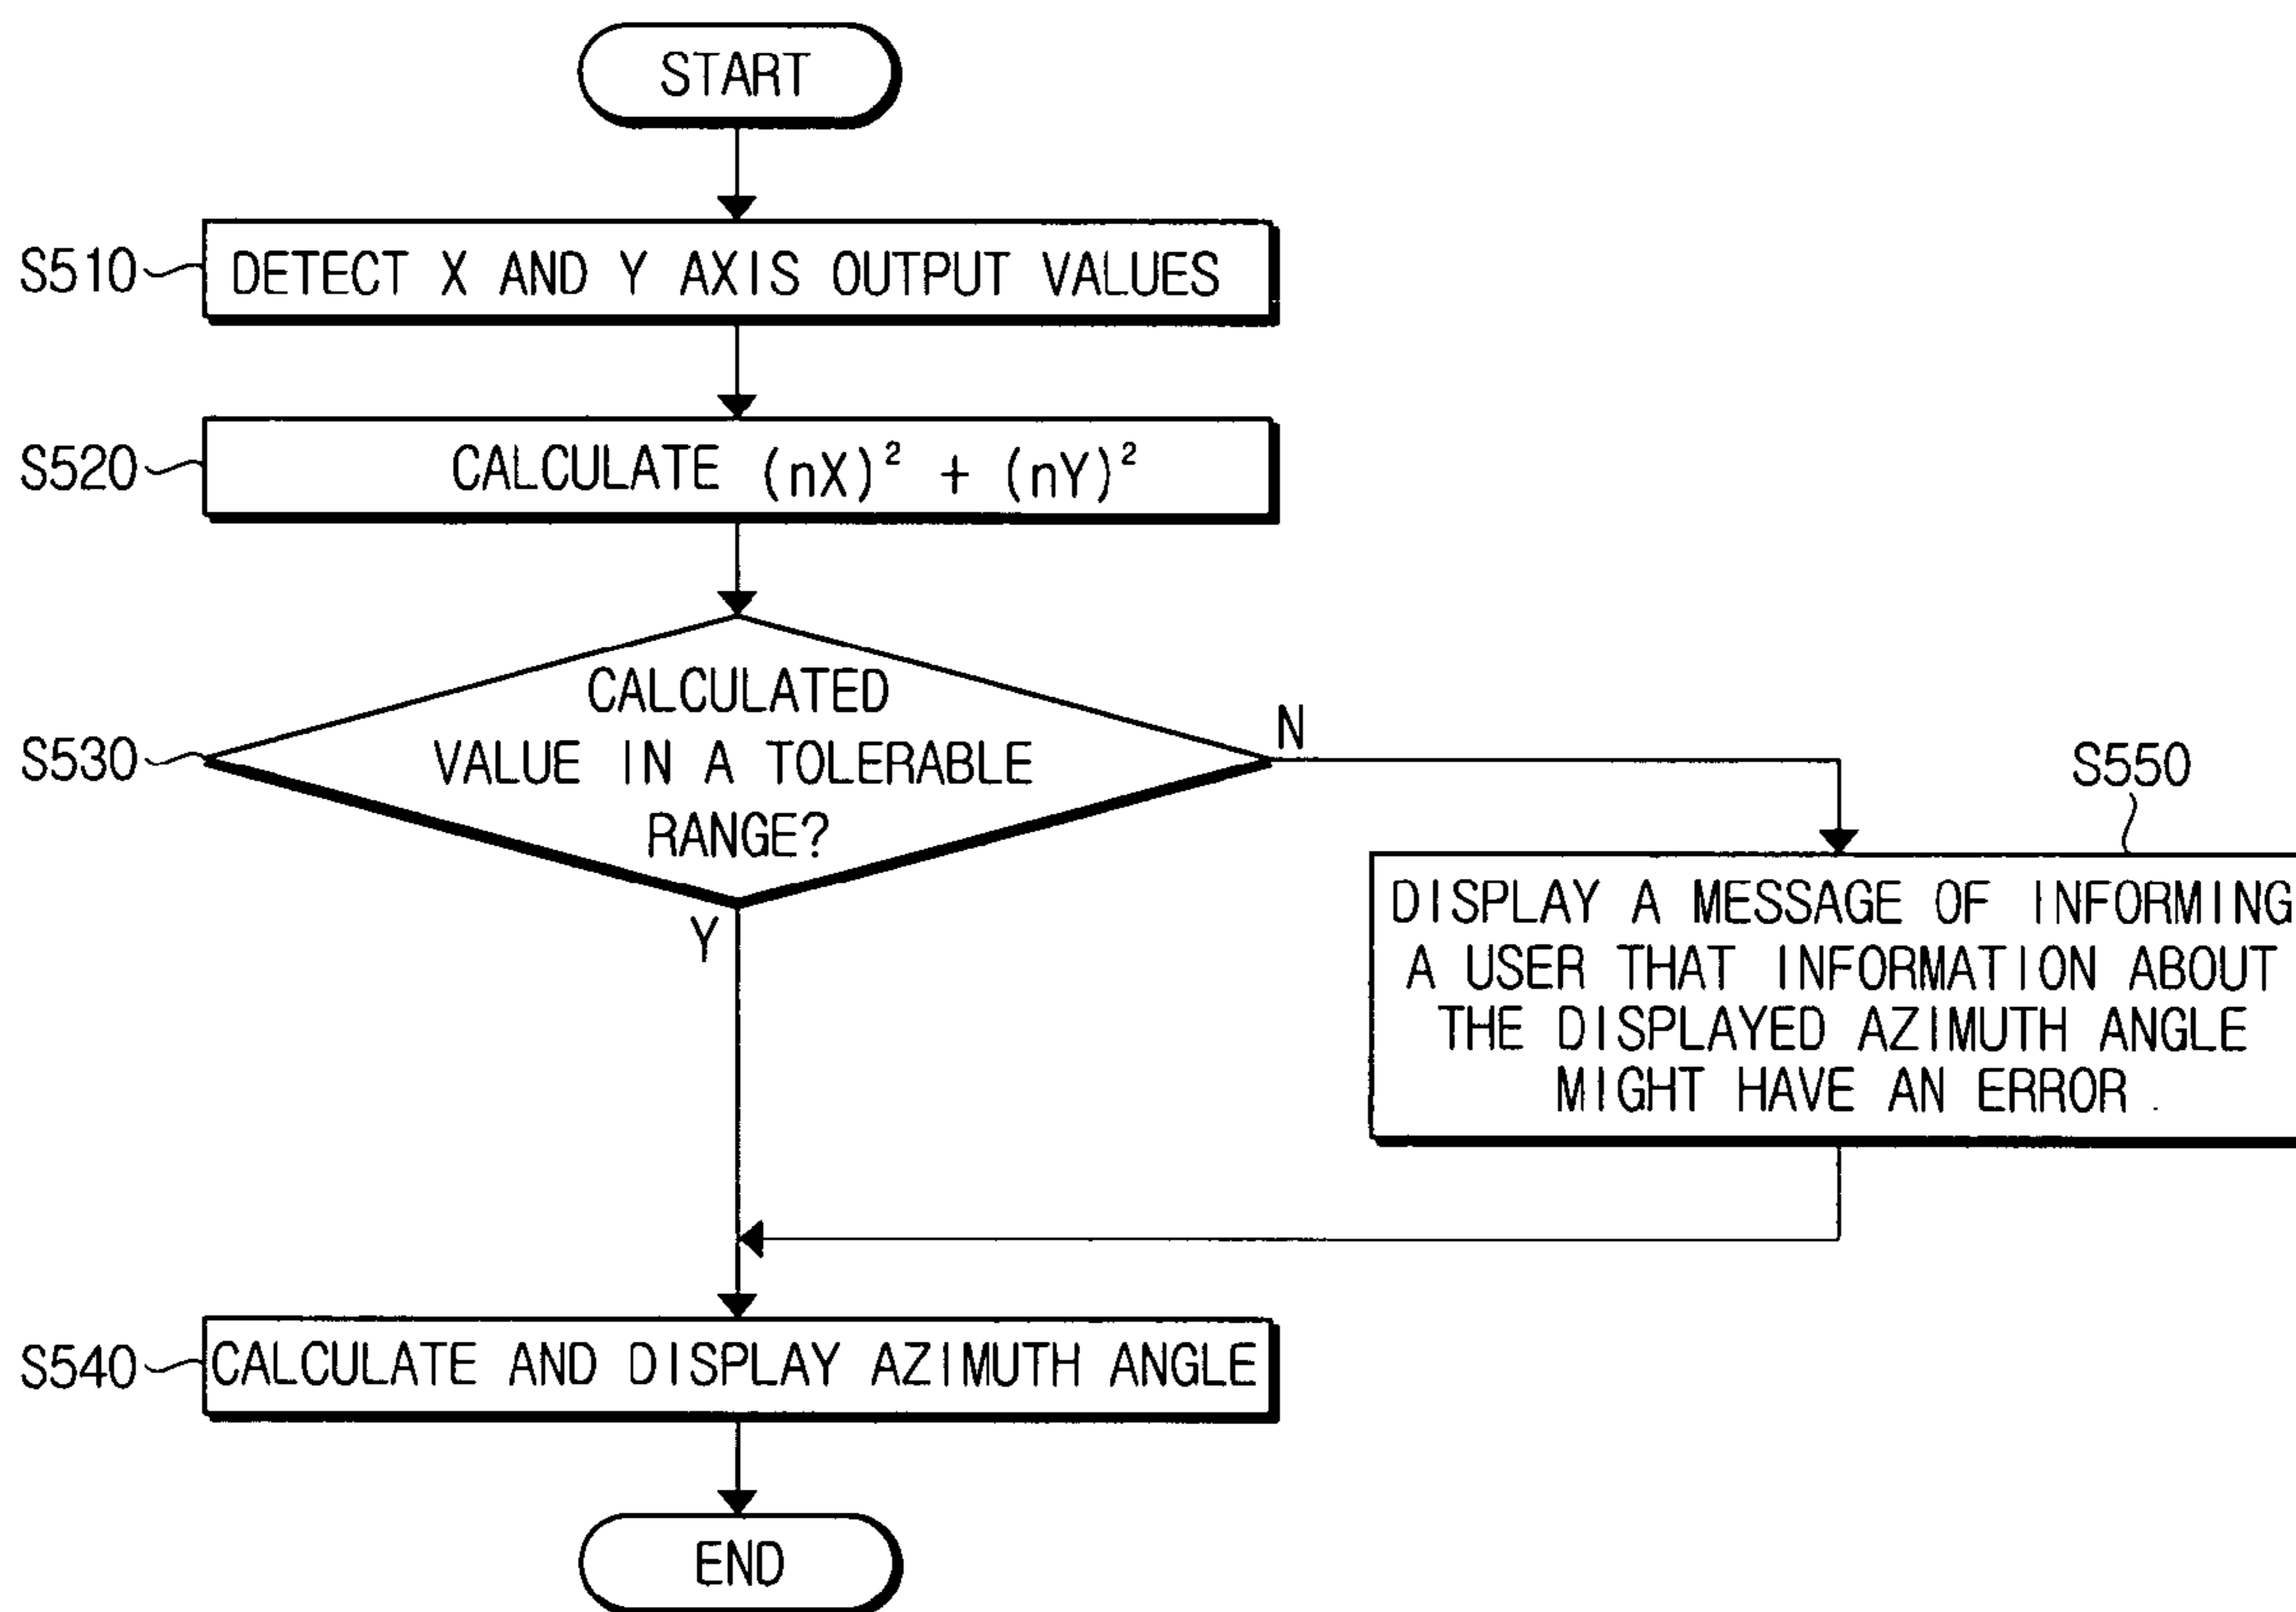 START
S510
DETECT X AND Y AXIS OUTPUT VALUES
S520
CALCULATE (nX)² + (nY)²
S530
CALCULATED
VALUE IN A TOLERABLE
RANGE?
N
Y
S550
DISPLAY A MESSAGE OF INFORMING
A USER THAT INFORMATION ABOUT
THE DISPLAYED AZIMUTH ANGLE
MIGHT HAVE AN ERROR
S540
CALCULATE AND DISPLAY AZIMUTH ANGLE
END